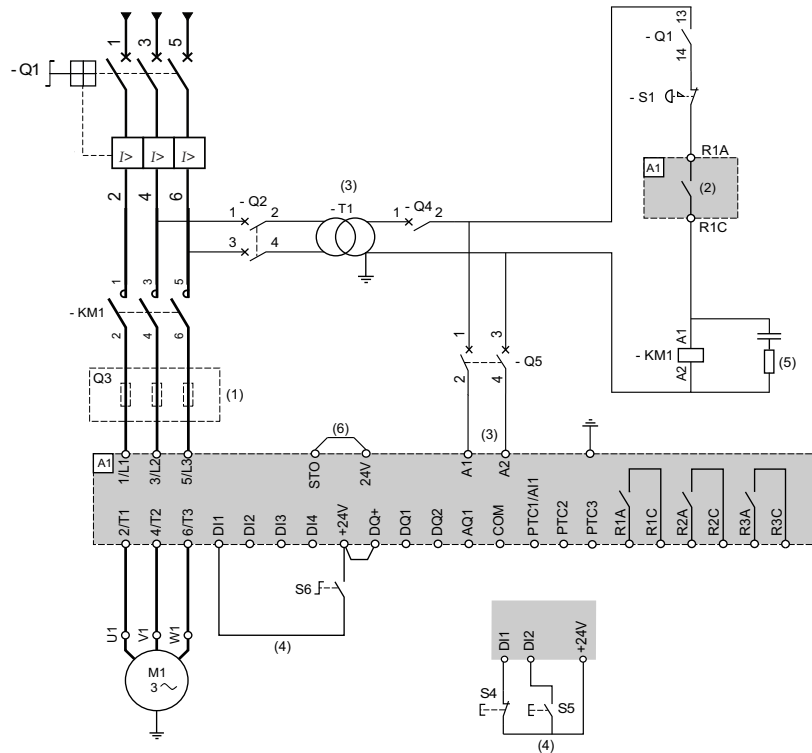 1 3 5
- Q1
I> I> I>
2 4 6
13
- Q1
14
- S1
R1A
A1
(2)
R1C
(3)
- Q2
1 2
3 4
- T1
- Q4
1 2
1 3 5
- KM1
2 4 6
1 3
- Q5
2 4
A1
- KM1
A2
(5)
Q3
(1)
(6)
(3)
A1
1/L1 3/L2 5/L3 STO 24V A1 A2
2/T1 4/T2 6/T3 DI1 DI2 DI3 DI4 +24V DQ+ DQ1 DQ2 AQ1 COM PTC1/AI1 PTC2 PTC3 R1A R1C R2A R2C R3A R3C
S6
(4)
U1 V1 W1
M1
3
DI1 DI2 +24V
S4 S5
(4)